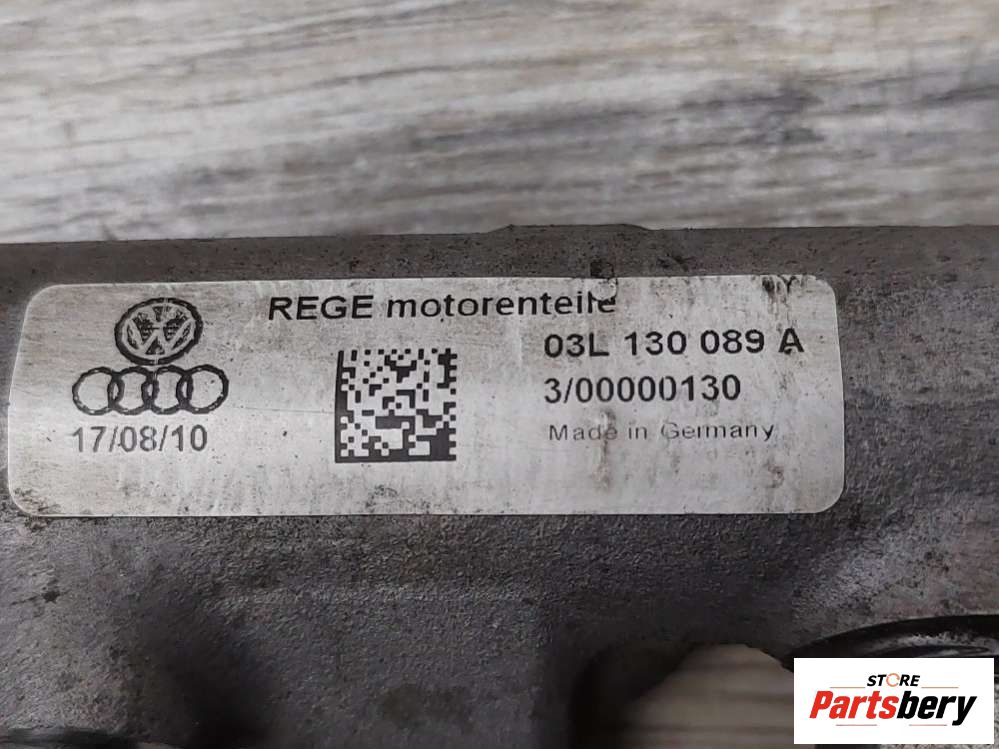 REGE motorenteile
03L 130 089 A
3/00000130
17/08/10
Made in Germany
STORE
Partsbery